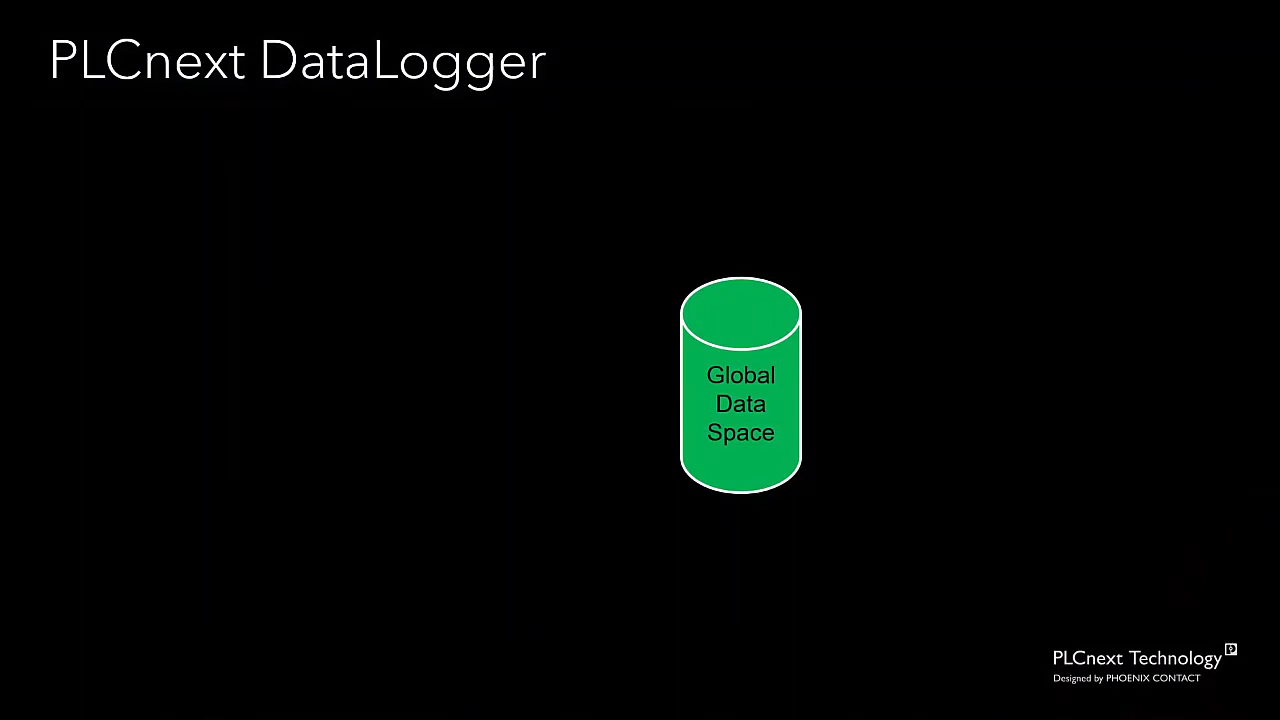 PLCnext DataLogger
Global
Data
Space
PLCnext Technology
Designed by PHOENIX CONTACT